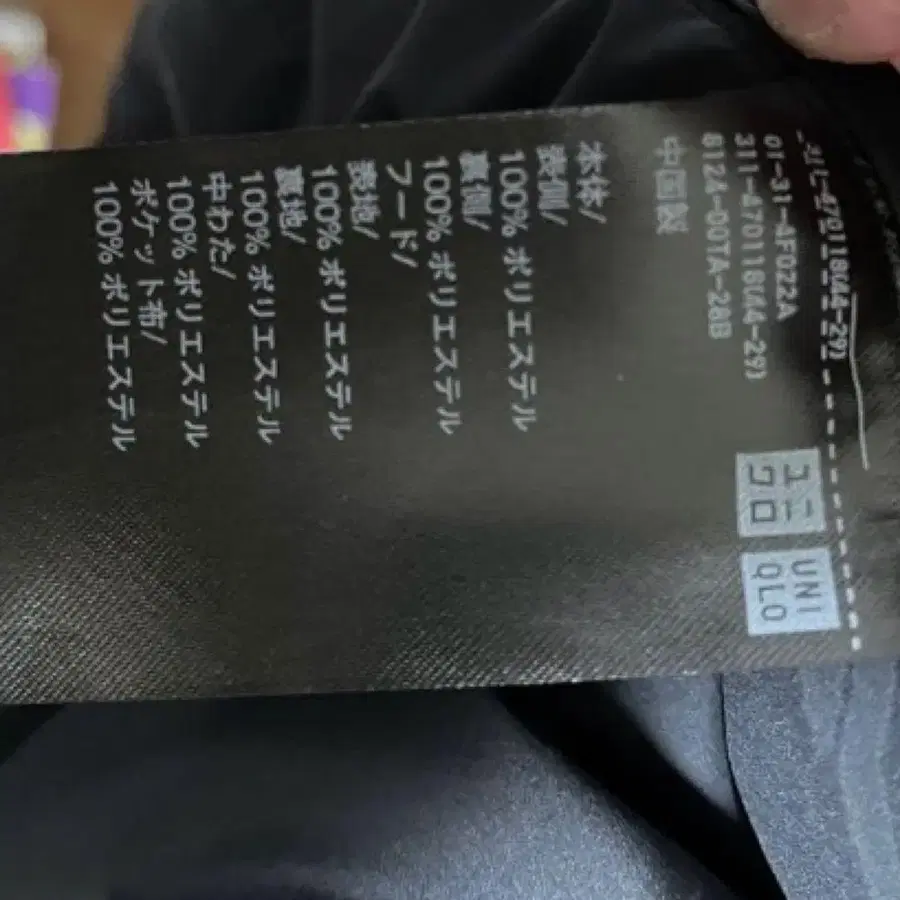 01-31-4F022A
311-470118(44-29)
8124-00TA-28B
ユニ
クロ
UNI
QLO
中国製
本体/
表側/
100% ポリエステル
裏側/
100% ポリエステル
フード/
表地/
100% ポリエステル
裏地/
100% ポリエステル
中わた/
100% ポリエステル
ポケット布/
100% ポリエステル